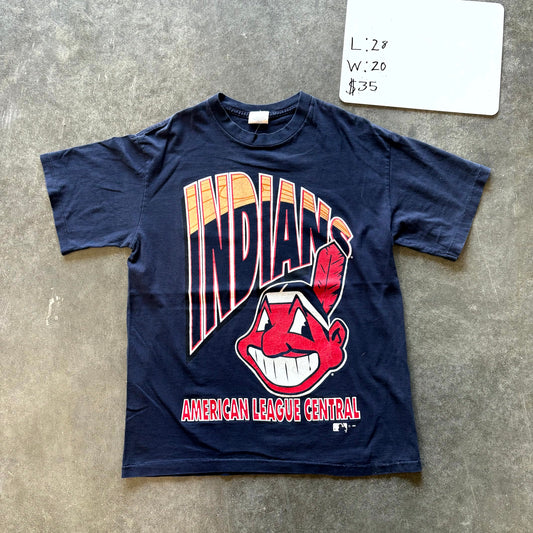 L:28
W:20
$35
INDIANS
AMERICAN LEAGUE CENTRAL